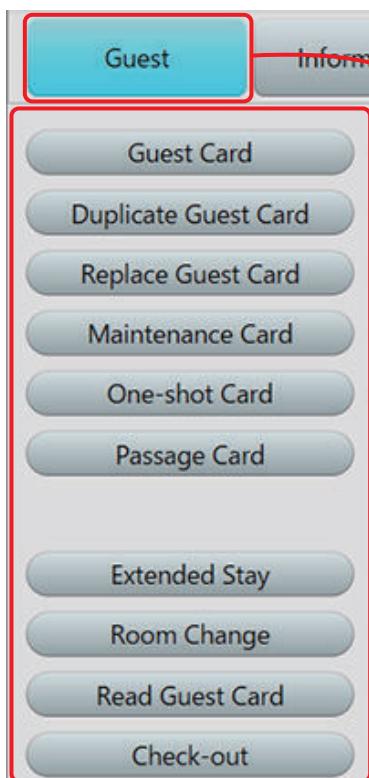 Guest
Inform
Guest Card
Duplicate Guest Card
Replace Guest Card
Maintenance Card
One-shot Card
Passage Card
Extended Stay
Room Change
Read Guest Card
Check-out